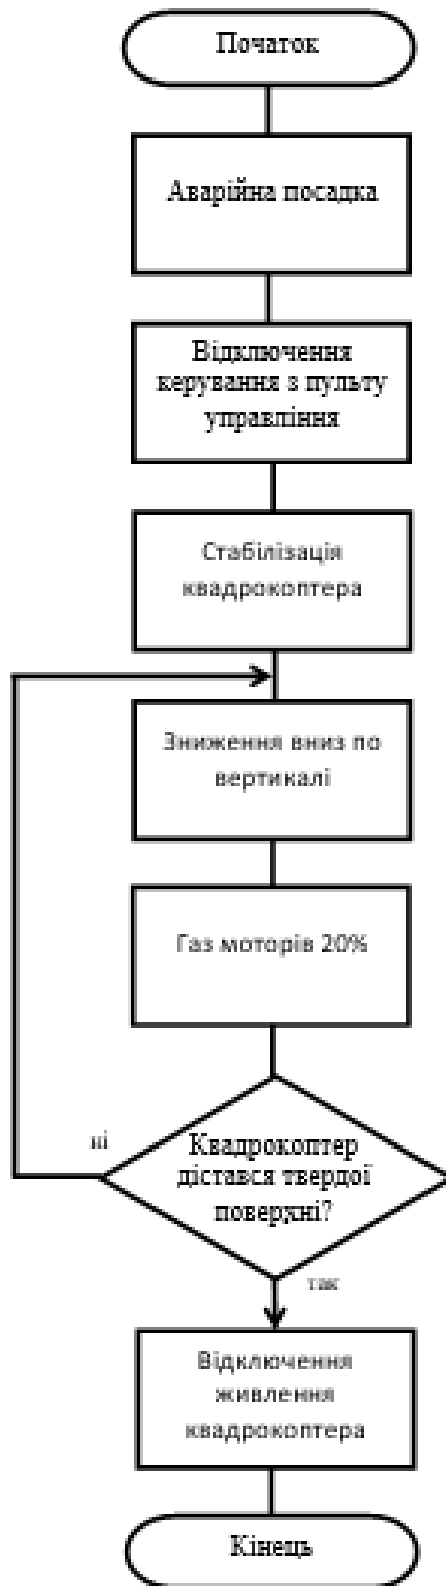 Початок
Аварійна посадка
Відключення
керування з пульту
управління
Стабілізація
квадрокоптера
Зниження вниз по
вертикалі
Газ моторів 20%
ні
Квадрокоптер
дістався твердої
поверхні?
так
Відключення
живлення
квадрокоптера
Кінець